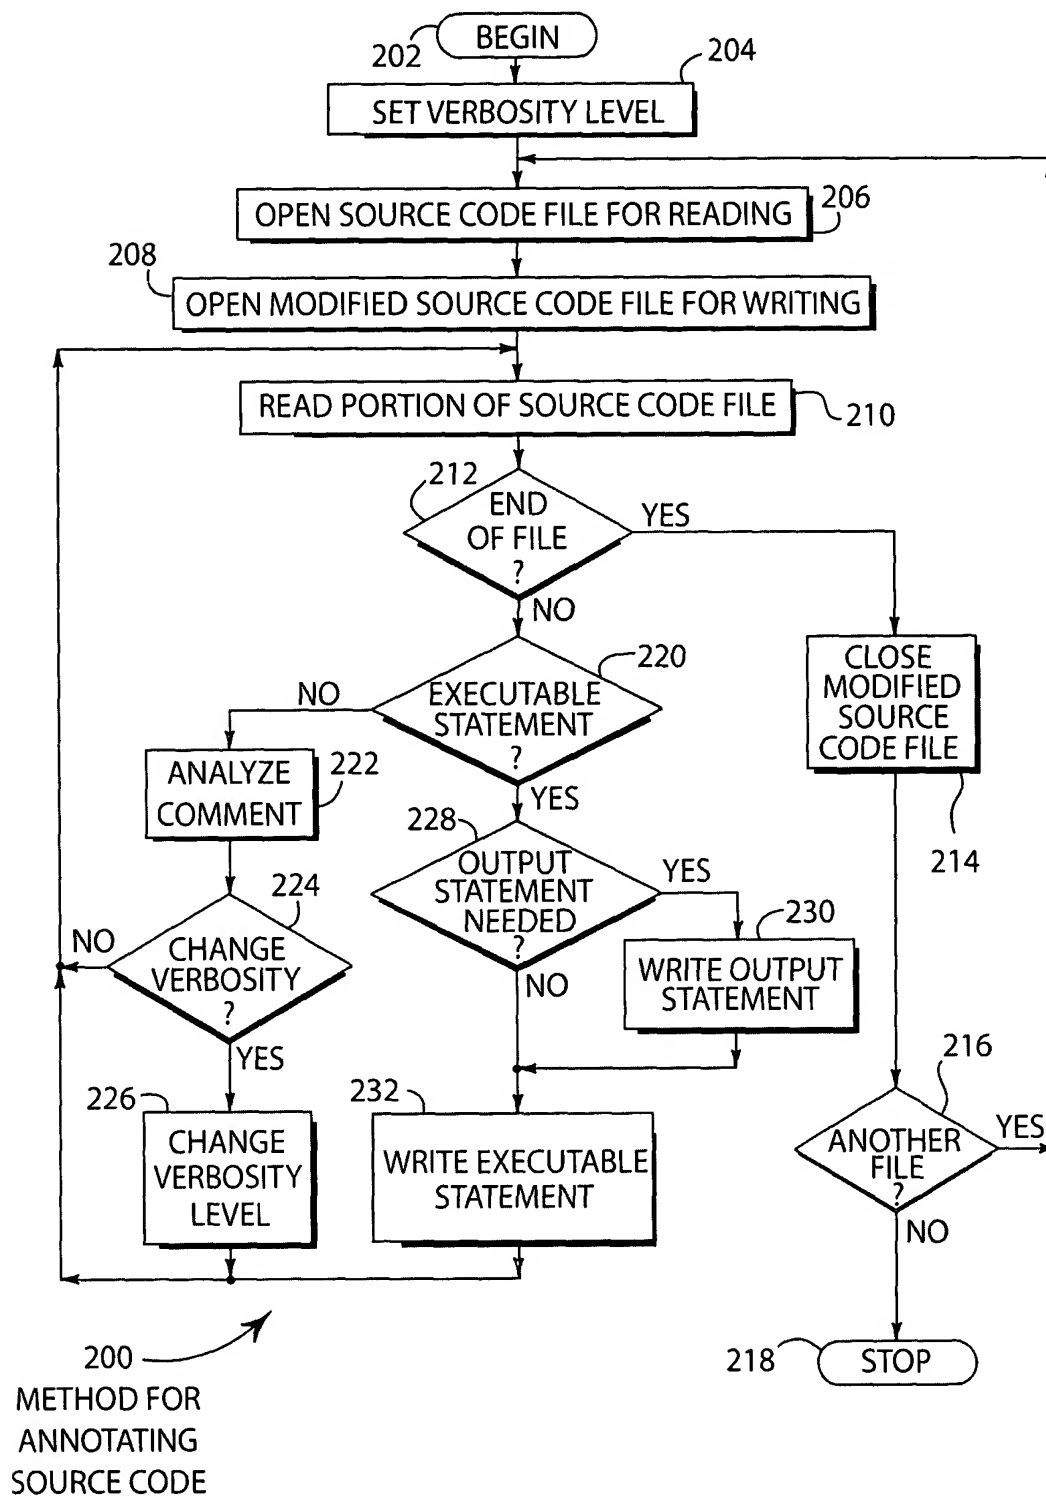 BEGIN
202
204
SET VERBOSITY LEVEL
206
OPEN SOURCE CODE FILE FOR READING
208
OPEN MODIFIED SOURCE CODE FILE FOR WRITING
READ PORTION OF SOURCE CODE FILE
210
212
END
OF FILE
?
YES
NO
220
EXECUTABLE
STATEMENT
?
NO
YES
CLOSE
MODIFIED
SOURCE
CODE FILE
214
ANALYZE
COMMENT
222
228
OUTPUT
STATEMENT
NEEDED
?
YES
NO
230
WRITE OUTPUT
STATEMENT
224
CHANGE
VERBOSITY
?
NO
YES
226
CHANGE
VERBOSITY
LEVEL
232
WRITE EXECUTABLE
STATEMENT
216
ANOTHER
FILE
?
YES
NO
218
STOP
200
METHOD FOR
ANNOTATING
SOURCE CODE